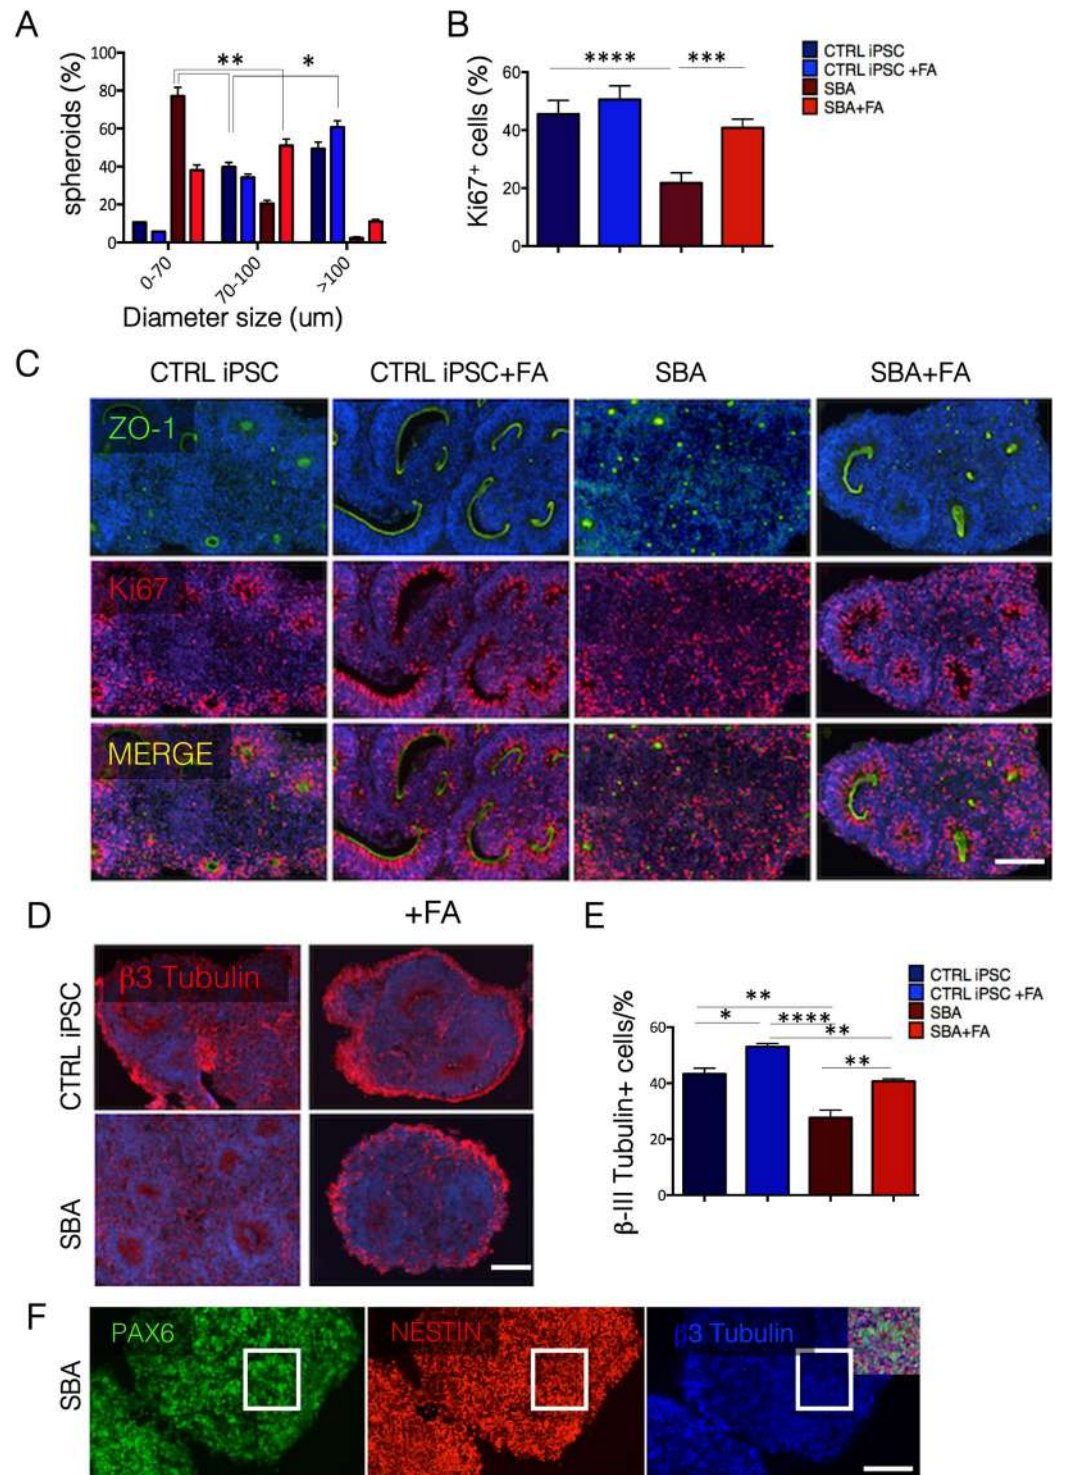 A
spheroids (%)
100
80
60
40
20
0
** *
0-70
70-100
>100
Diameter size (um)
B
Ki67+ cells (%)
60
40
20
0
**** ***
CTRL iPSC
CTRL iPSC +FA
SBA
SBA+FA
C
CTRL iPSC CTRL iPSC+FA SBA SBA+FA
ZO-1
Ki67
MERGE
D
+FA
CTRL iPSC
β3 Tubulin
SBA
E
β-III Tubulin+ cells/%
60
40
20
0
**
* ****
**
**
CTRL iPSC
CTRL iPSC +FA
SBA
SBA+FA
F
SBA
PAX6 NESTIN β3 Tubulin